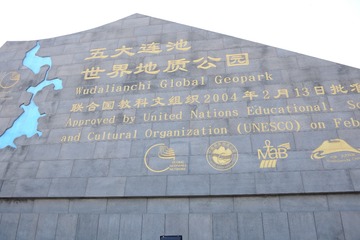 五大连池
世界地质公园
Wudalianchi Global Geopark
联合国教科文组织2004年2月13日批准
Approved by United Nations Educational,
and Cultural Organization (UNESCO) on Feb
MAB